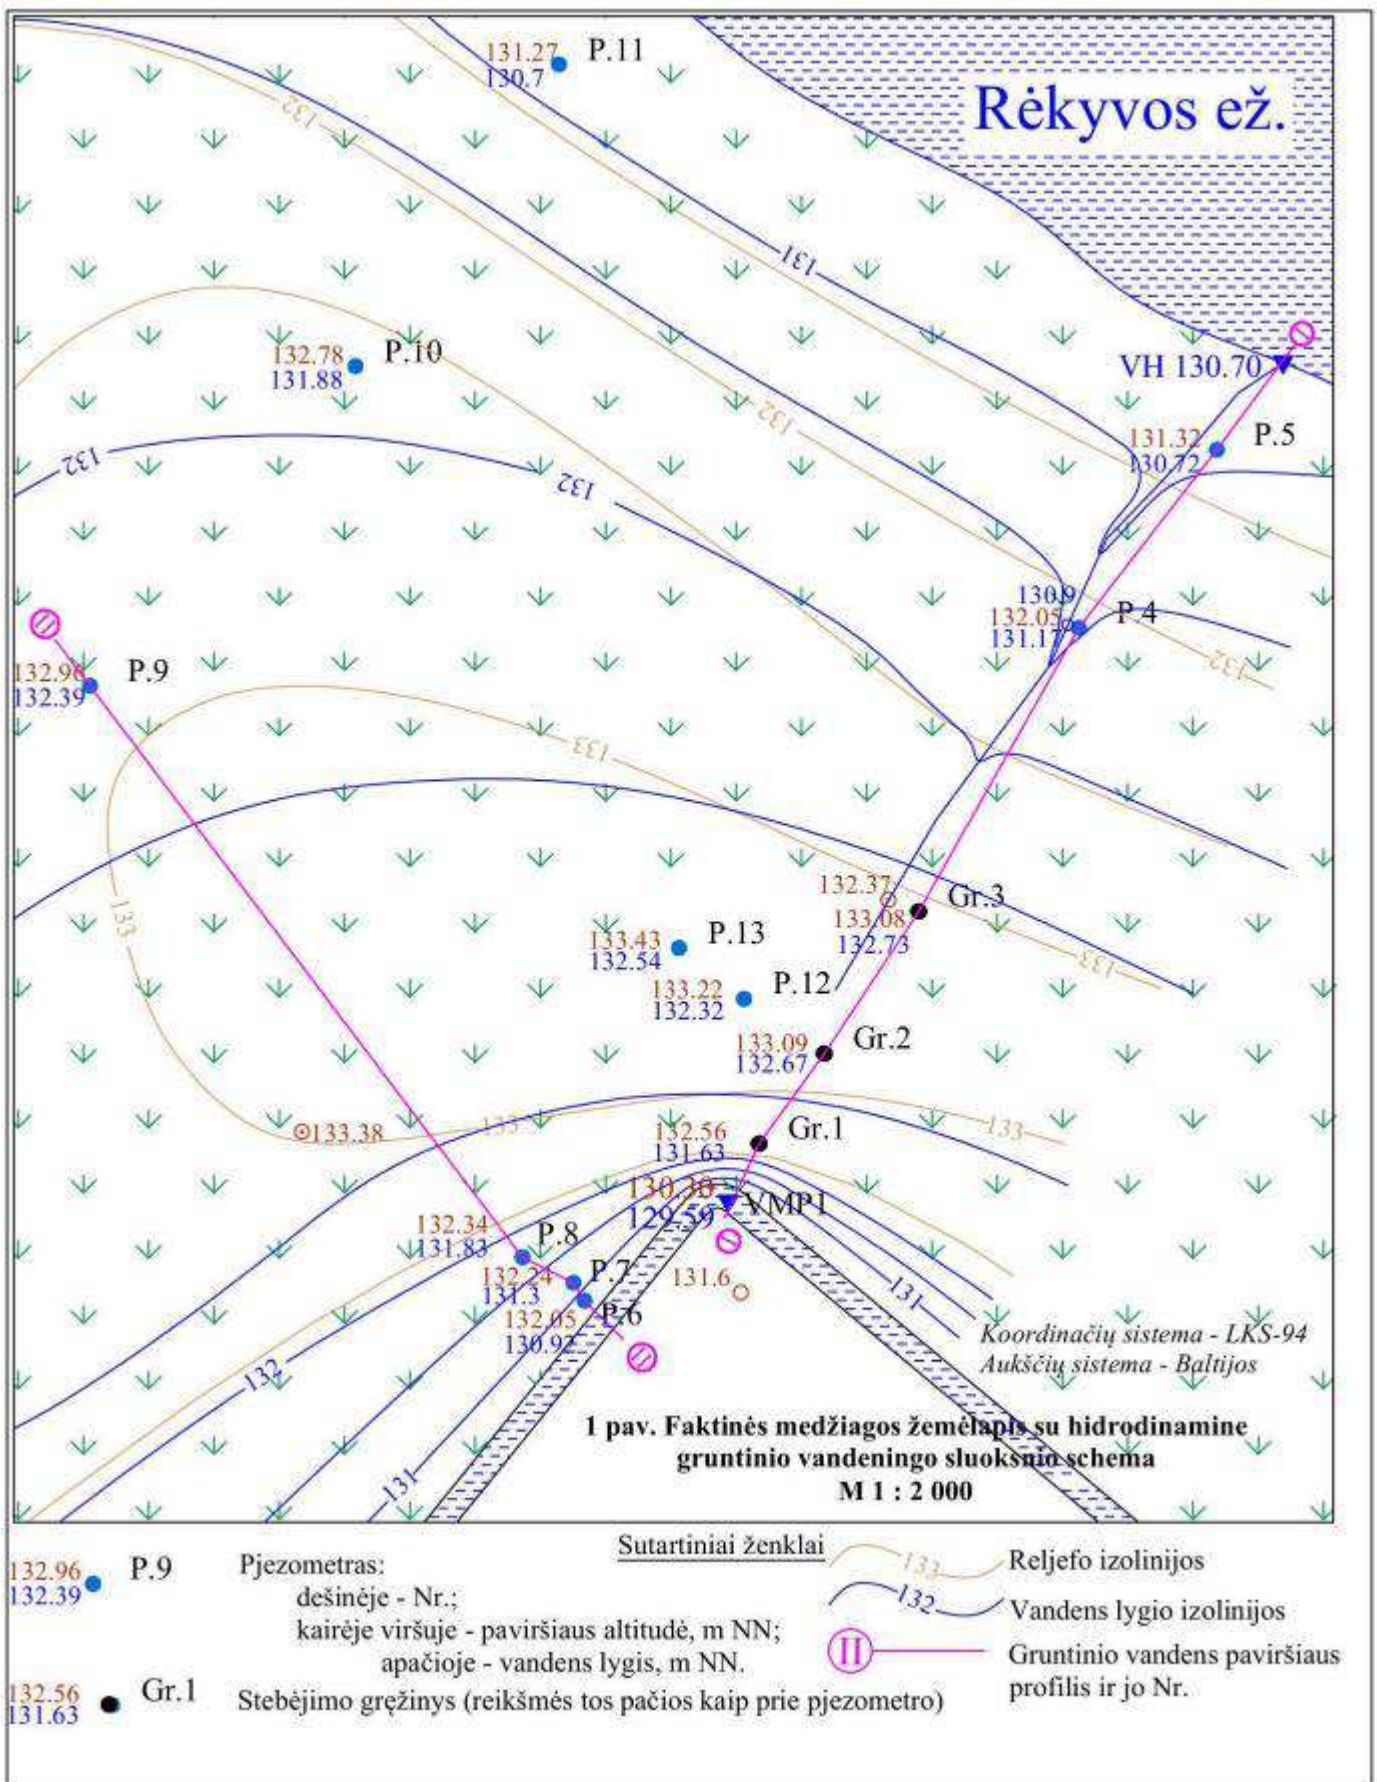 131.27 P.11
130.7
Rėkyvos ež.
132
131
132.78 P.10
131.88
VH 130.70
132
131.32 P.5
130.72
132
132
130.9
132.05 P.4
131.17
132
132.96 P.9
132.39
133
132.37
Gr.3
133.08
132.73
133
133.43 P.13
132.54
133
133.22 P.12
132.32
133.09 Gr.2
132.67
133
133.38
132.56 Gr.1
131.63
133
130.30
129.59 VMP1
132.34 P.8
131.83
132.24 P.7
131.3
132.05 P.6
130.92
131.6
131
Koordinačių sistema - LKS-94
Aukščių sistema - Baltijos
132
131
1 pav. Faktinės medžiagos žemėlapis su hidrodinamine
gruntinio vandeningo sluoksnio schema
M 1 : 2 000
Sutartiniai ženklai
132.96 P.9
132.39
Pjezometras:
dešinėje - Nr.;
kairėje viršuje - paviršiaus altitudė, m NN;
apačioje - vandens lygis, m NN.
132.56 Gr.1
131.63
Stebėjimo gręžinys (reikšmės tos pačios kaip prie pjezometro)
133 Reljefo izolinijos
132 Vandens lygio izolinijos
II Gruntinio vandens paviršiaus
profilis ir jo Nr.
I
I
II
II